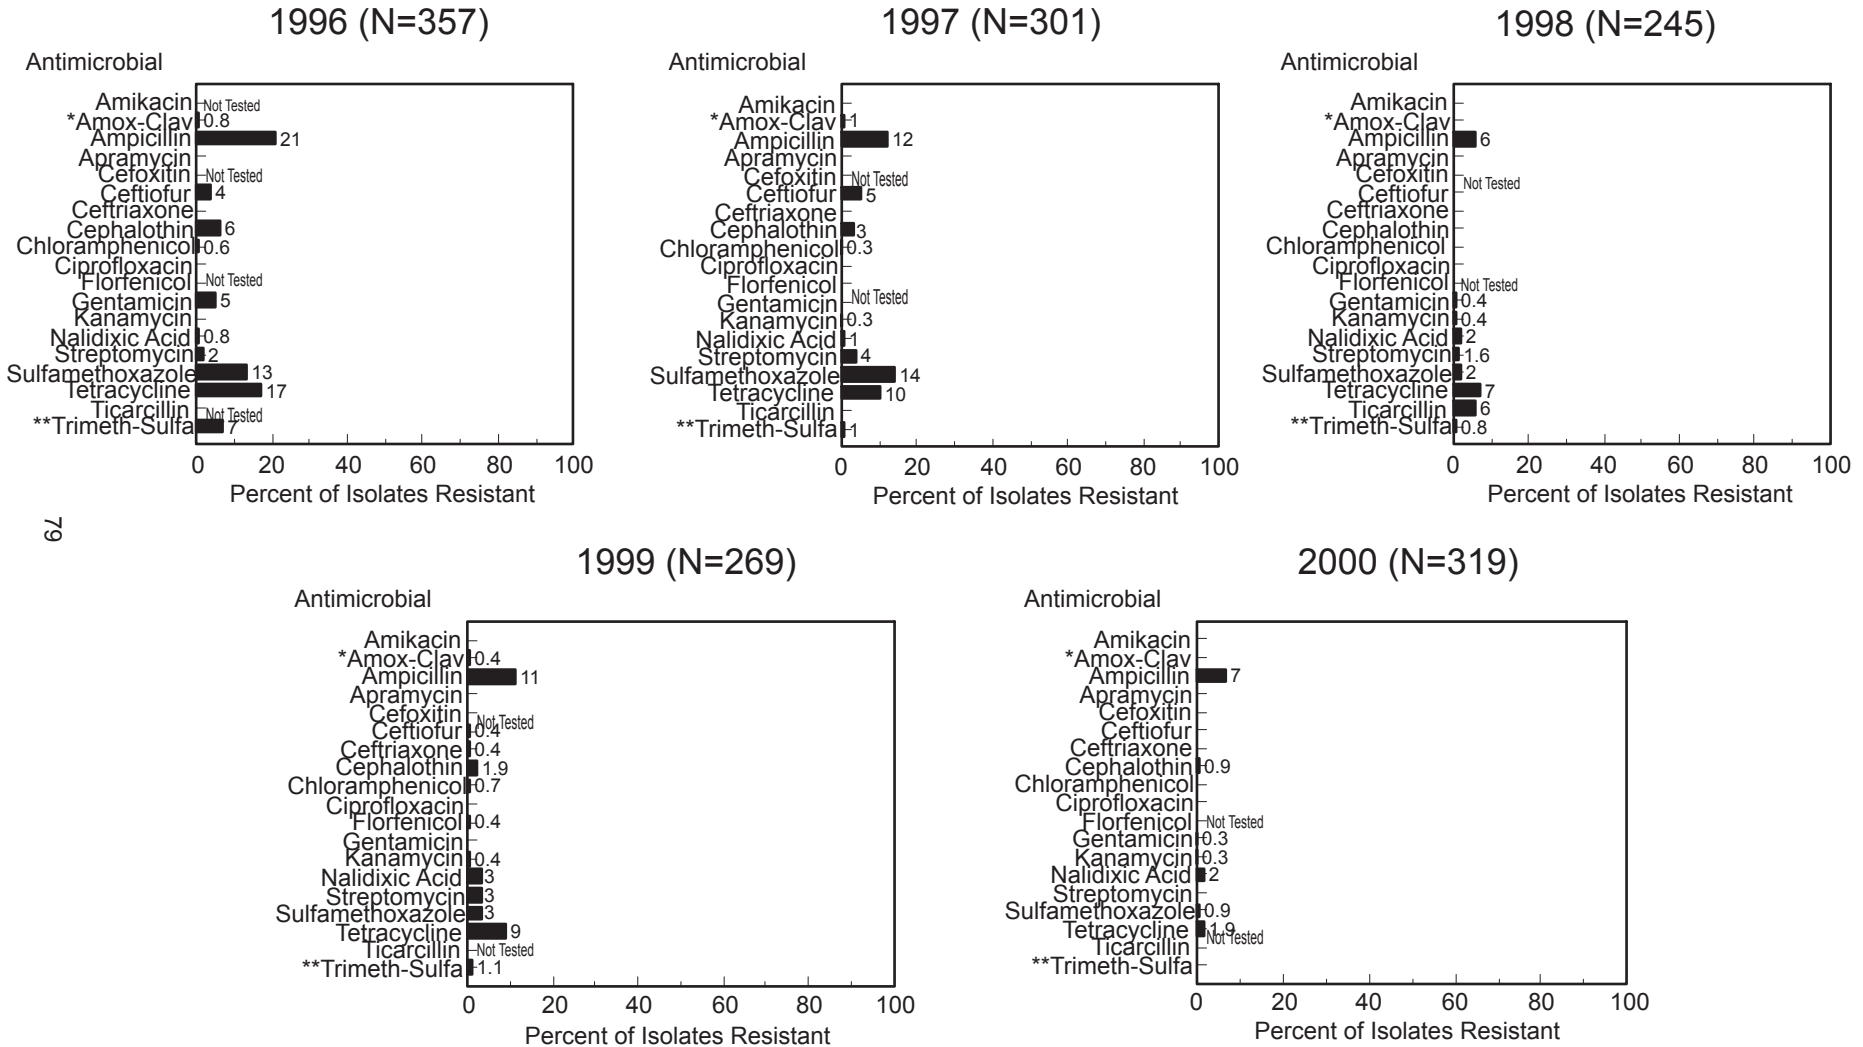 1996 (N=357)
Antimicrobial
Amikacin Not Tested
*Amox-Clav 0.8
Ampicillin 21
Apramycin
Cefoxitin Not Tested
Ceftiofur 4
Ceftriaxone
Cephalothin 6
Chloramphenicol 0.6
Ciprofloxacin
Florfenicol Not Tested
Gentamicin 5
Kanamycin
Nalidixic Acid 0.8
Streptomycin 2
Sulfamethoxazole 13
Tetracycline 17
Ticarcillin Not Tested
**Trimeth-Sulfa 7
0 20 40 60 80 100
Percent of Isolates Resistant
1997 (N=301)
Antimicrobial
Amikacin
*Amox-Clav 1
Ampicillin 12
Apramycin
Cefoxitin Not Tested
Ceftiofur 5
Ceftriaxone
Cephalothin 3
Chloramphenicol 0.3
Ciprofloxacin
Florfenicol
Gentamicin Not Tested
Kanamycin 0.3
Nalidixic Acid 1
Streptomycin 4
Sulfamethoxazole 14
Tetracycline 10
Ticarcillin
**Trimeth-Sulfa 1
0 20 40 60 80 100
Percent of Isolates Resistant
1998 (N=245)
Antimicrobial
Amikacin
*Amox-Clav
Ampicillin 6
Apramycin
Cefoxitin
Not Tested
Ceftiofur
Ceftriaxone
Cephalothin
Chloramphenicol
Ciprofloxacin
Florfenicol Not Tested
Gentamicin 0.4
Kanamycin 0.4
Nalidixic Acid 2
Streptomycin 1.6
Sulfamethoxazole 2
Tetracycline 7
Ticarcillin 6
**Trimeth-Sulfa 0.8
0 20 40 60 80 100
Percent of Isolates Resistant
79
1999 (N=269)
Antimicrobial
Amikacin
*Amox-Clav 0.4
Ampicillin 11
Apramycin
Cefoxitin Not Tested
Ceftiofur 0.4
Ceftriaxone 0.4
Cephalothin 1.9
Chloramphenicol 0.7
Ciprofloxacin
Florfenicol 0.4
Gentamicin
Kanamycin 0.4
Nalidixic Acid 3
Streptomycin 3
Sulfamethoxazole 3
Tetracycline 9
Ticarcillin Not Tested
**Trimeth-Sulfa 1.1
0 20 40 60 80 100
Percent of Isolates Resistant
2000 (N=319)
Antimicrobial
Amikacin
*Amox-Clav
Ampicillin 7
Apramycin
Cefoxitin
Ceftiofur
Ceftriaxone
Cephalothin 0.9
Chloramphenicol
Ciprofloxacin
Florfenicol Not Tested
Gentamicin 0.3
Kanamycin 0.3
Nalidixic Acid 2
Streptomycin
Sulfamethoxazole 0.9
Tetracycline 1.9
Ticarcillin Not Tested
**Trimeth-Sulfa
0 20 40 60 80 100
Percent of Isolates Resistant